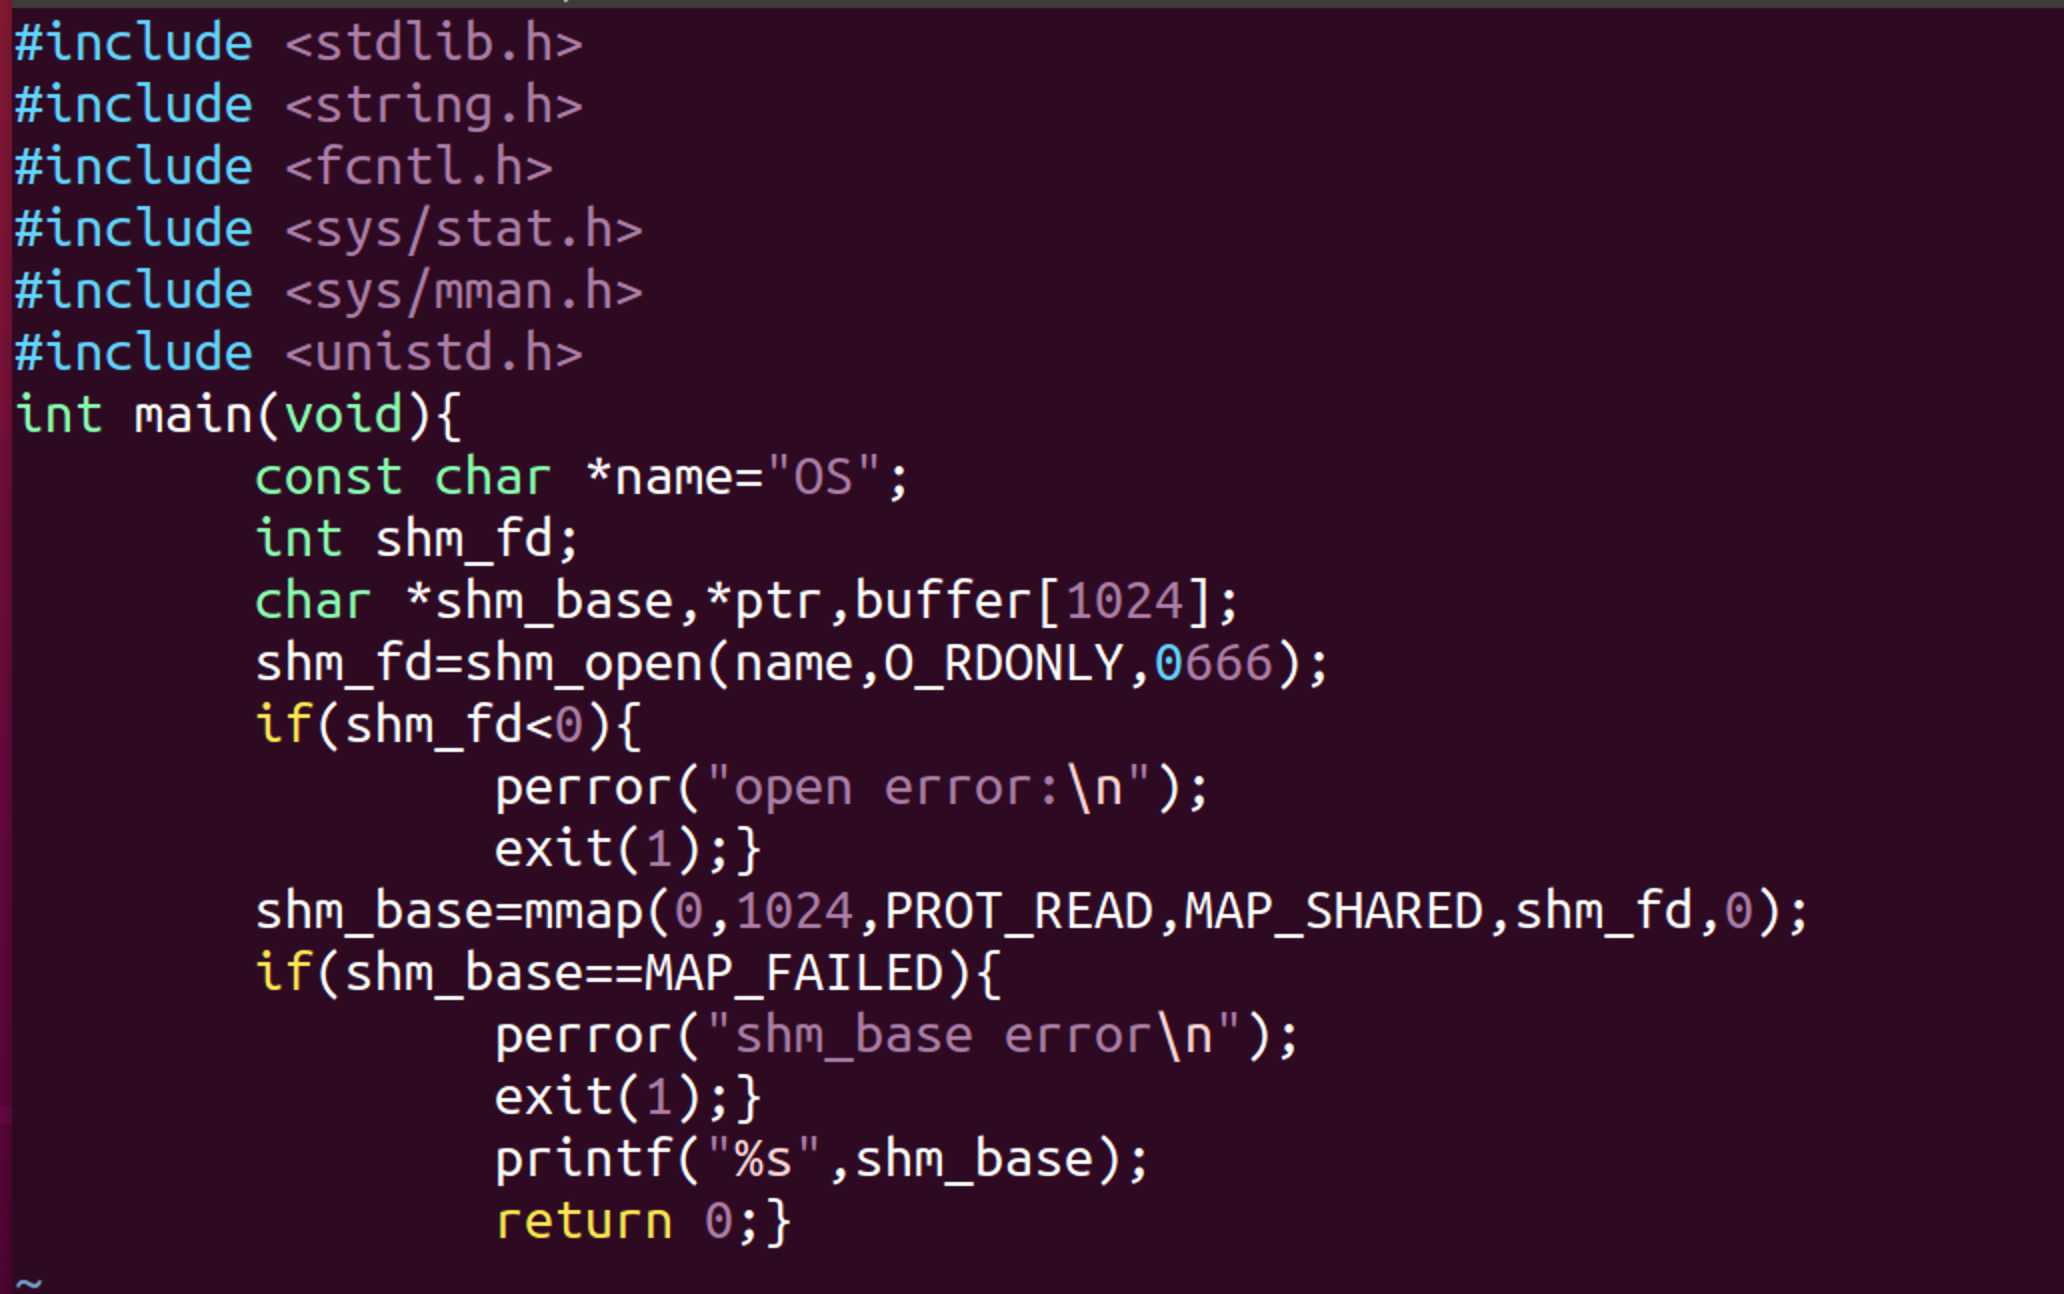 #include <stdlib.h>
#include <string.h>
#include <fcntl.h>
#include <sys/stat.h>
#include <sys/mman.h>
#include <unistd.h>
int main(void){
        const char *name="OS";
        int shm_fd;
        char *shm_base,*ptr,buffer[1024];
        shm_fd=shm_open(name,O_RDONLY,0666);
        if(shm_fd<0){
                perror("open error:\n");
                exit(1);}
        shm_base=mmap(0,1024,PROT_READ,MAP_SHARED,shm_fd,0);
        if(shm_base==MAP_FAILED){
                perror("shm_base error\n");
                exit(1);}
                printf("%s",shm_base);
                return 0;}
~